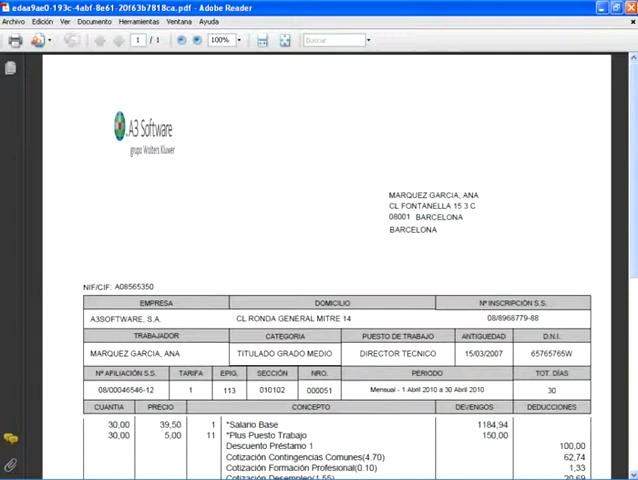 edaa9ae0-193c-4abf-8e61-20f63b7818ca.pdf - Adobe Reader
Archivo Edición Ver Documento Herramientas Ventana Ayuda
1 / 1 100% Buscar
A3 Software
grupo Wolters Kluwer
MARQUEZ GARCIA, ANA
CL FONTANELLA 15 3 C
08001 BARCELONA
BARCELONA
NIF/CIF: A08565350
EMPRESA DOMICILIO Nº INSCRIPCIÓN S.S.
A3SOFTWARE, S.A. CL RONDA GENERAL MITRE 14 08/8968779-88
TRABAJADOR CATEGORIA PUESTO DE TRABAJO ANTIGUEDAD D.N.I.
MARQUEZ GARCIA, ANA TITULADO GRADO MEDIO DIRECTOR TECNICO 15/03/2007 65765765W
Nº AFILIACIÓN S.S. TARIFA EPIG. SECCIÓN NRO. PERIODO TOT. DÍAS
08/00046546-12 1 113 010102 000051 Mensual - 1 Abril 2010 a 30 Abril 2010 30
CUANTIA PRECIO CONCEPTO DEVENGOS DEDUCCIONES
30,00 39,50 1 *Salario Base 1184,94
30,00 5,00 11 *Plus Puesto Trabajo 150,00
Descuento Préstamo 1 100,00
Cotización Contingencias Comunes(4.70) 62,74
Cotización Formación Profesional(0.10) 1,33
Cotización Desempleo(1.55) 20,69